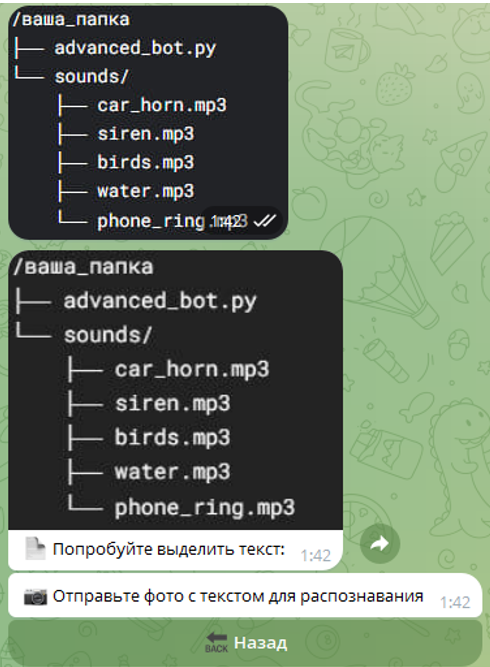 /ваша_папка
├── advanced_bot.py
└── sounds/
    ├── car_horn.mp3
    ├── siren.mp3
    ├── birds.mp3
    ├── water.mp3
    └── phone_ring.mp3
1:42
/ваша_папка
├── advanced_bot.py
└── sounds/
    ├── car_horn.mp3
    ├── siren.mp3
    ├── birds.mp3
    ├── water.mp3
    └── phone_ring.mp3
Попробуйте выделить текст: 1:42
Отправьте фото с текстом для распознавания 1:42
BACK Назад